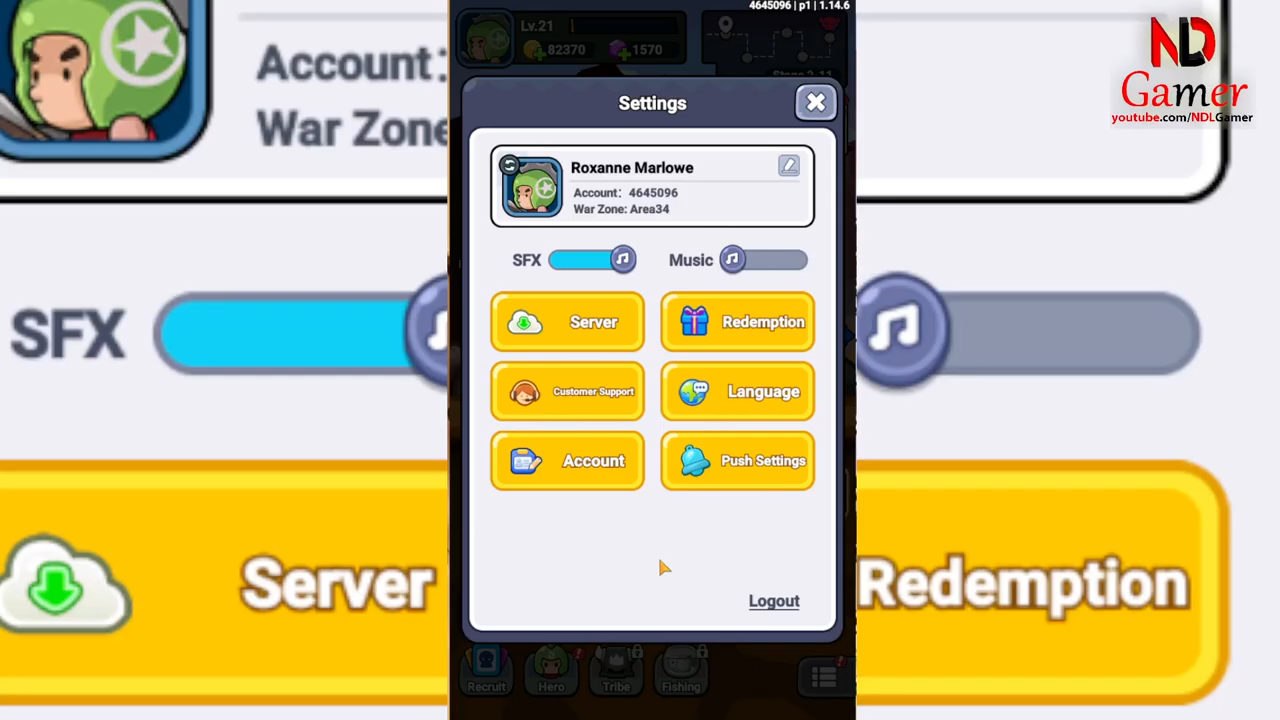 4645096 | p1 | 1.14.6
Lv.21
82370
1570
NDL
Gamer
youtube.com/NDLGamer
Settings
Account:
War Zone
Roxanne Marlowe
Account: 4645096
War Zone: Area34
SFX
Music
SFX
Server
Redemption
Customer Support
Language
Account
Push Settings
Server
Redemption
Logout
Recruit
Hero
Tribe
Fishing